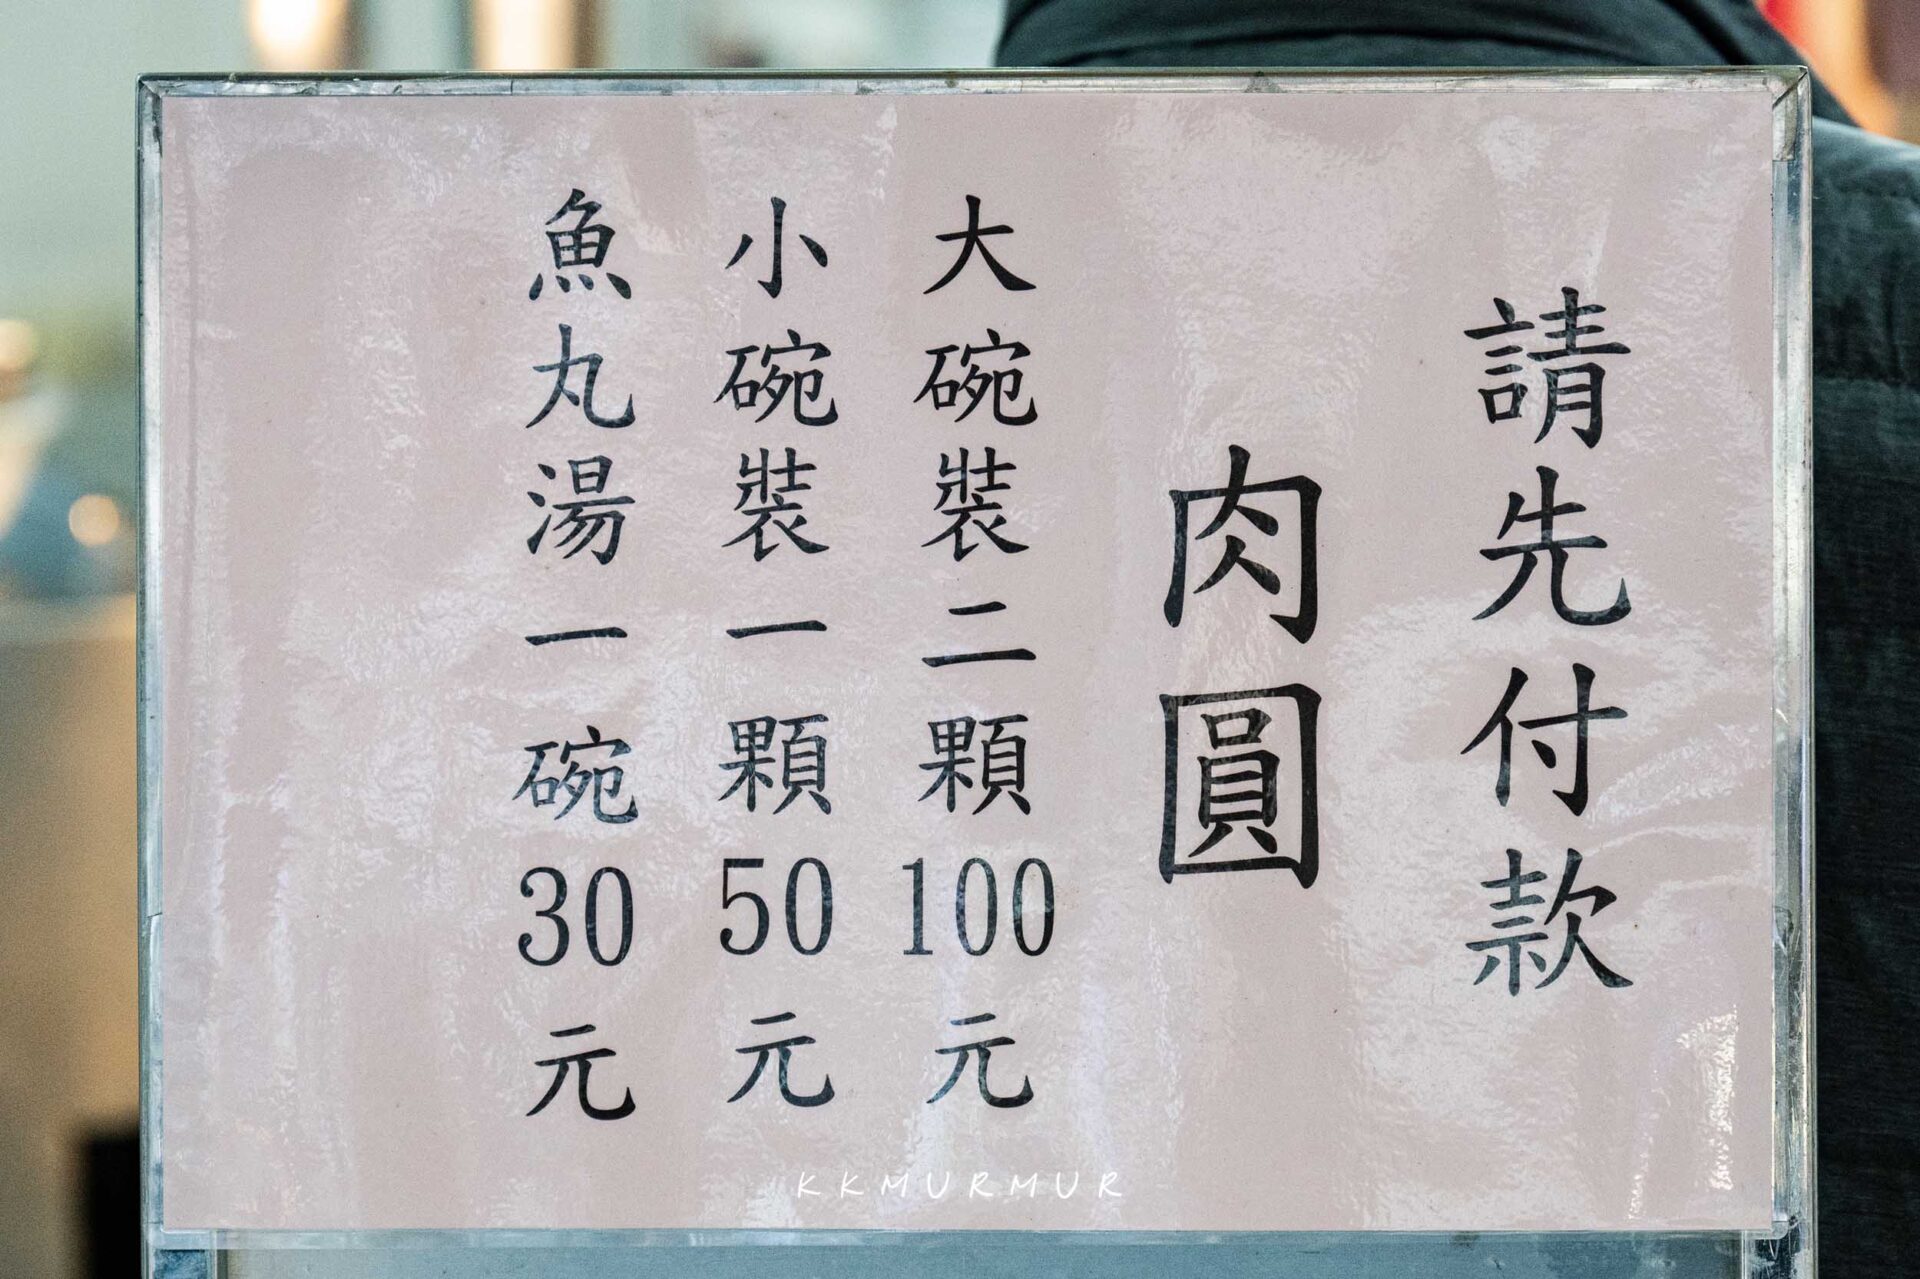 請先付款
肉圓
大碗裝二顆100元
小碗裝一顆50元
魚丸湯一碗30元
KKMURMUR